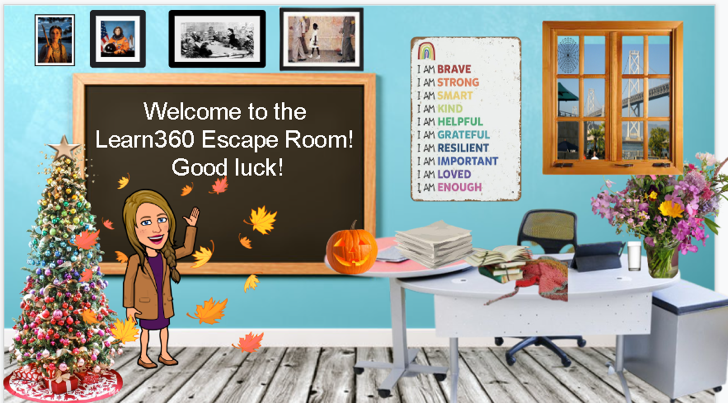 Welcome to the
Learn360 Escape Room!
Good luck!
I AM BRAVE
I AM STRONG
I AM SMART
I AM KIND
I AM HELPFUL
I AM GRATEFUL
I AM RESILIENT
I AM IMPORTANT
I AM LOVED
I AM ENOUGH